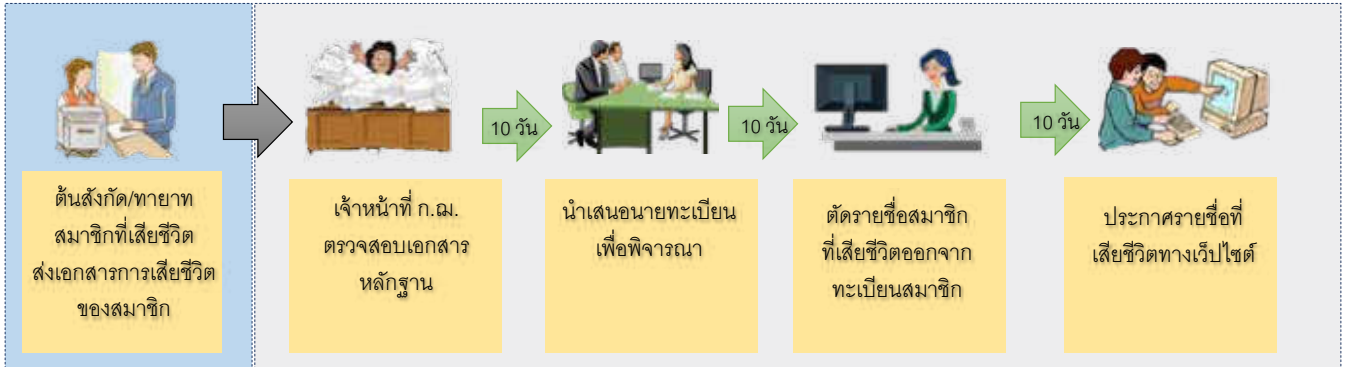 ต้นสังกัด/ทายาท
สมาชิกที่เสียชีวิต
ส่งเอกสารการเสียชีวิต
ของสมาชิก
เจ้าหน้าที่ ก.ฌ.
ตรวจสอบเอกสาร
หลักฐาน
10 วัน
นำเสนอนายทะเบียน
เพื่อพิจารณา
10 วัน
ตัดรายชื่อสมาชิก
ที่เสียชีวิตออกจาก
ทะเบียนสมาชิก
10 วัน
ประกาศรายชื่อที่
เสียชีวิตทางเว็ปไซต์